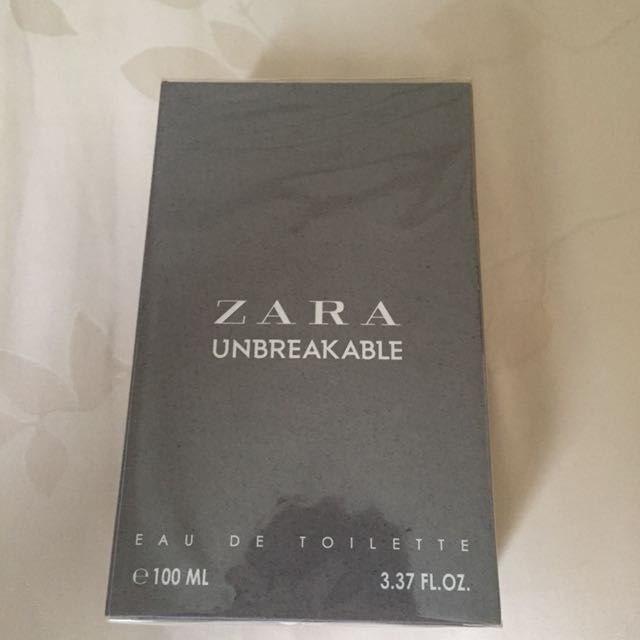 ZARA
UNBREAKABLE
EAU DE TOILETTE
℮100 ML 3.37 FL.OZ.